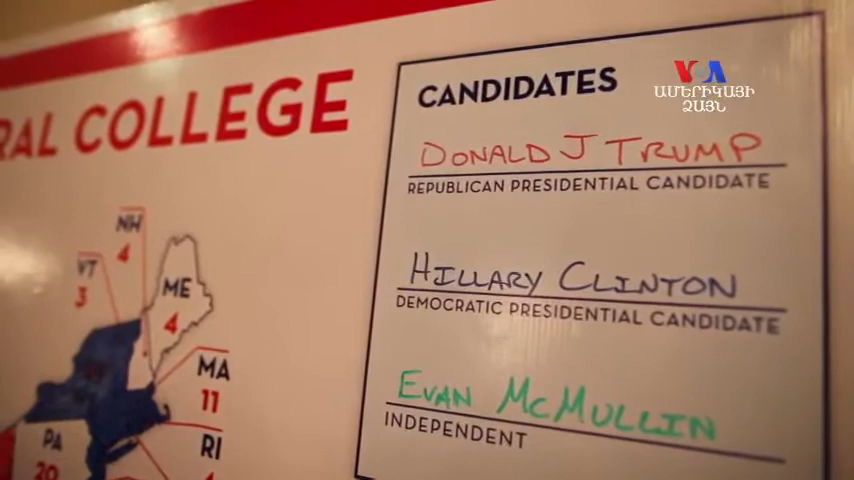 RAL COLLEGE
CANDIDATES
VOA
ԱՄԵՐԻԿԱՅԻ
ՁԱՅՆ
DONALD J TRUMP
REPUBLICAN PRESIDENTIAL CANDIDATE
HILLARY CLINTON
DEMOCRATIC PRESIDENTIAL CANDIDATE
EVAN MCMULLIN
INDEPENDENT
NH
4
VT
3
ME
4
MA
11
RI
PA
20